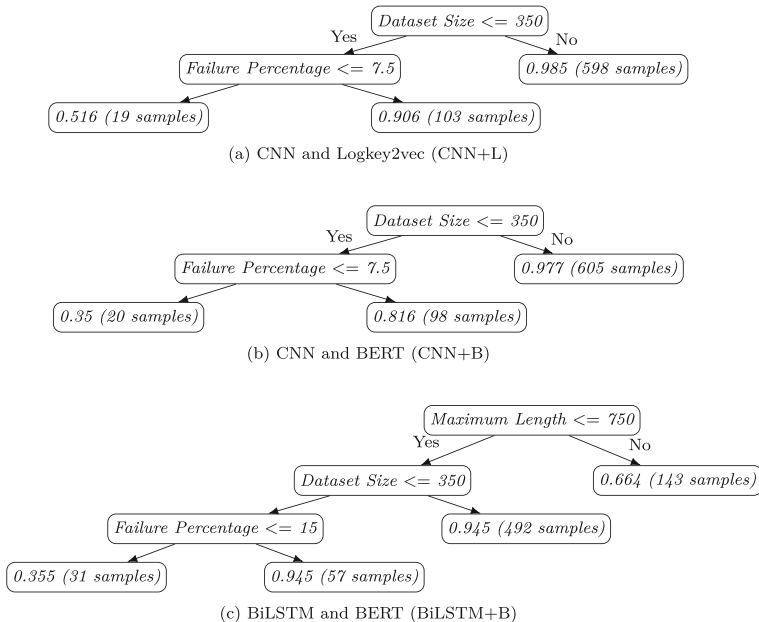 Dataset Size <= 350
Yes
No
Failure Percentage <= 7.5
0.985 (598 samples)
0.516 (19 samples)
0.906 (103 samples)
(a) CNN and Logkey2vec (CNN+L)
Dataset Size <= 350
Yes
No
Failure Percentage <= 7.5
0.977 (605 samples)
0.35 (20 samples)
0.816 (98 samples)
(b) CNN and BERT (CNN+B)
Maximum Length <= 750
Yes
No
Dataset Size <= 350
0.664 (143 samples)
Failure Percentage <= 15
0.945 (492 samples)
0.355 (31 samples)
0.945 (57 samples)
(c) BiLSTM and BERT (BiLSTM+B)